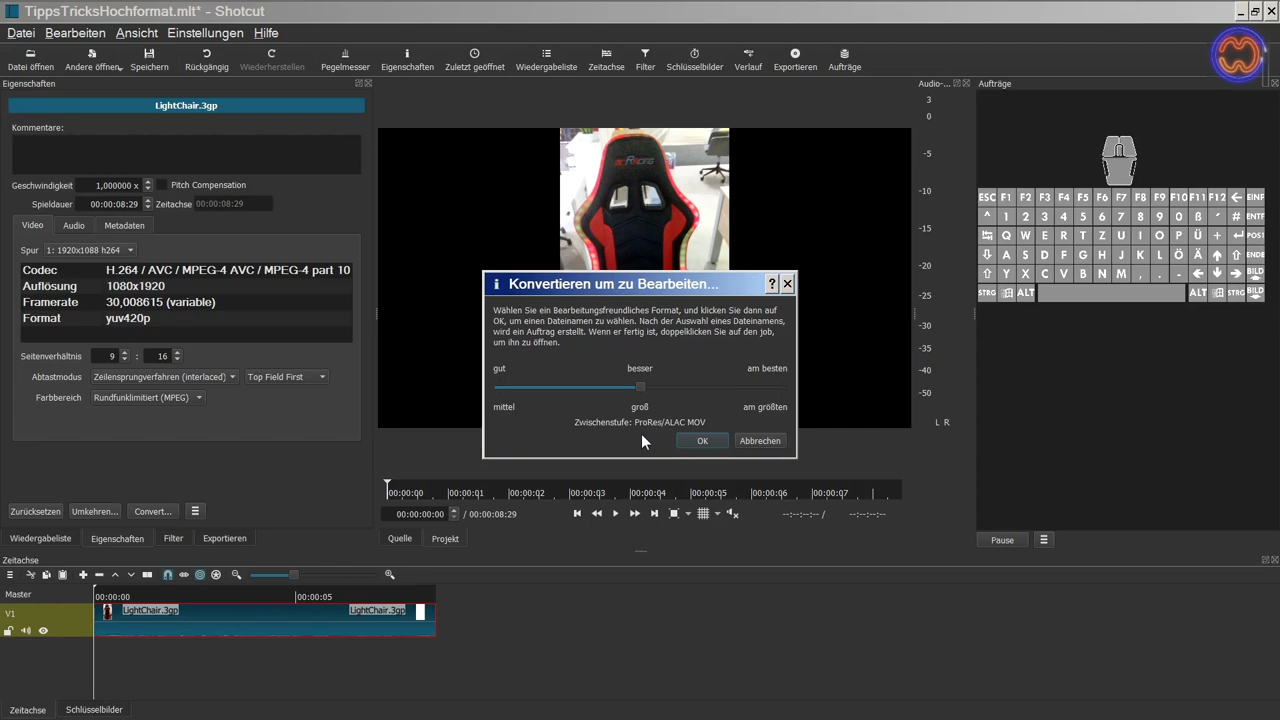 TippsTricksHochformat.mlt* - Shotcut
Datei Bearbeiten Ansicht Einstellungen Hilfe
Datei öffnen Andere öffnen Speichern Rückgängig Wiederherstellen Pegelmesser Eigenschaften Zuletzt geöffnet Wiedergabeliste Zeitachse Filter Schlüsselbilder Verlauf Exportieren Aufträge
Eigenschaften
LightChair.3gp
Kommentare:
Geschwindigkeit 1,000000 x Pitch Compensation
Spieldauer 00:00:08:29 Zeitachse 00:00:08:29
Video Audio Metadaten
Spur 1: 1920x1088 h264
Codec H.264 / AVC / MPEG-4 AVC / MPEG-4 part 10
Auflösung 1080x1920
Framerate 30,008615 (variable)
Format yuv420p
Seitenverhältnis 9 : 16
Abtastmodus Zeilensprungverfahren (interlaced) Top Field First
Farbbereich Rundfunklimitiert (MPEG)
Zurücksetzen Umkehren... Convert...
Wiedergabeliste Eigenschaften Filter Exportieren
Konvertieren um zu Bearbeiten...
?
Wählen Sie ein Bearbeitungsfreundliches Format, und klicken Sie dann auf
OK, um einen Dateinamen zu wählen. Nach der Auswahl eines Dateinamens,
wird ein Auftrag erstellt. Wenn er fertig ist, doppelklicken Sie auf den job,
um ihn zu öffnen.
gut besser am besten
mittel groß am größten
Zwischenstufe: ProRes/ALAC MOV
OK Abbrechen
00:00:00 00:00:01 00:00:02 00:00:03 00:00:04 00:00:05 00:00:06 00:00:07
00:00:00:00 / 00:00:08:29 --:--:--:-- / --:--:--:--
Quelle Projekt
Audio-...
3
0
-5
-10
-15
-20
-25
-30
-35
-40
-50
L R
Aufträge
ESC F1 F2 F3 F4 F5 F6 F7 F8 F9 F10 F11 F12 EINF
^ 1 2 3 4 5 6 7 8 9 0 ß ´ # ENTF
Q W E R T Z U I O P Ü + POS1
A S D F G H J K L Ö Ä ENDE
Y X C V B N M , . - BILD
STRG ALT ALT STRG BILD
Pause
Zeitachse
Master 00:00:00 00:00:05
V1 LightChair.3gp LightChair.3gp
Zeitachse Schlüsselbilder